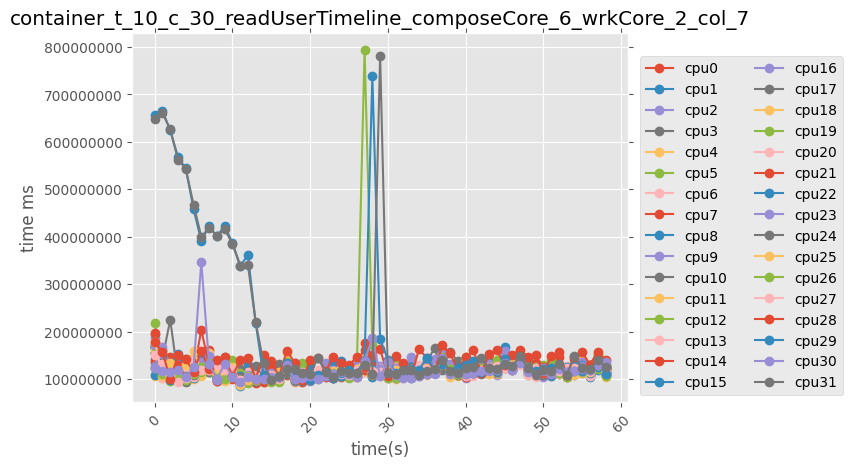 container_t_10_c_30_readUserTimeline_composeCore_6_wrkCore_2_col_7
800000000
700000000
600000000
500000000
400000000
300000000
200000000
100000000
time ms
0
10
20
30
40
50
60
time(s)
cpu0
cpu1
cpu2
cpu3
cpu4
cpu5
cpu6
cpu7
cpu8
cpu9
cpu10
cpu11
cpu12
cpu13
cpu14
cpu15
cpu16
cpu17
cpu18
cpu19
cpu20
cpu21
cpu22
cpu23
cpu24
cpu25
cpu26
cpu27
cpu28
cpu29
cpu30
cpu31